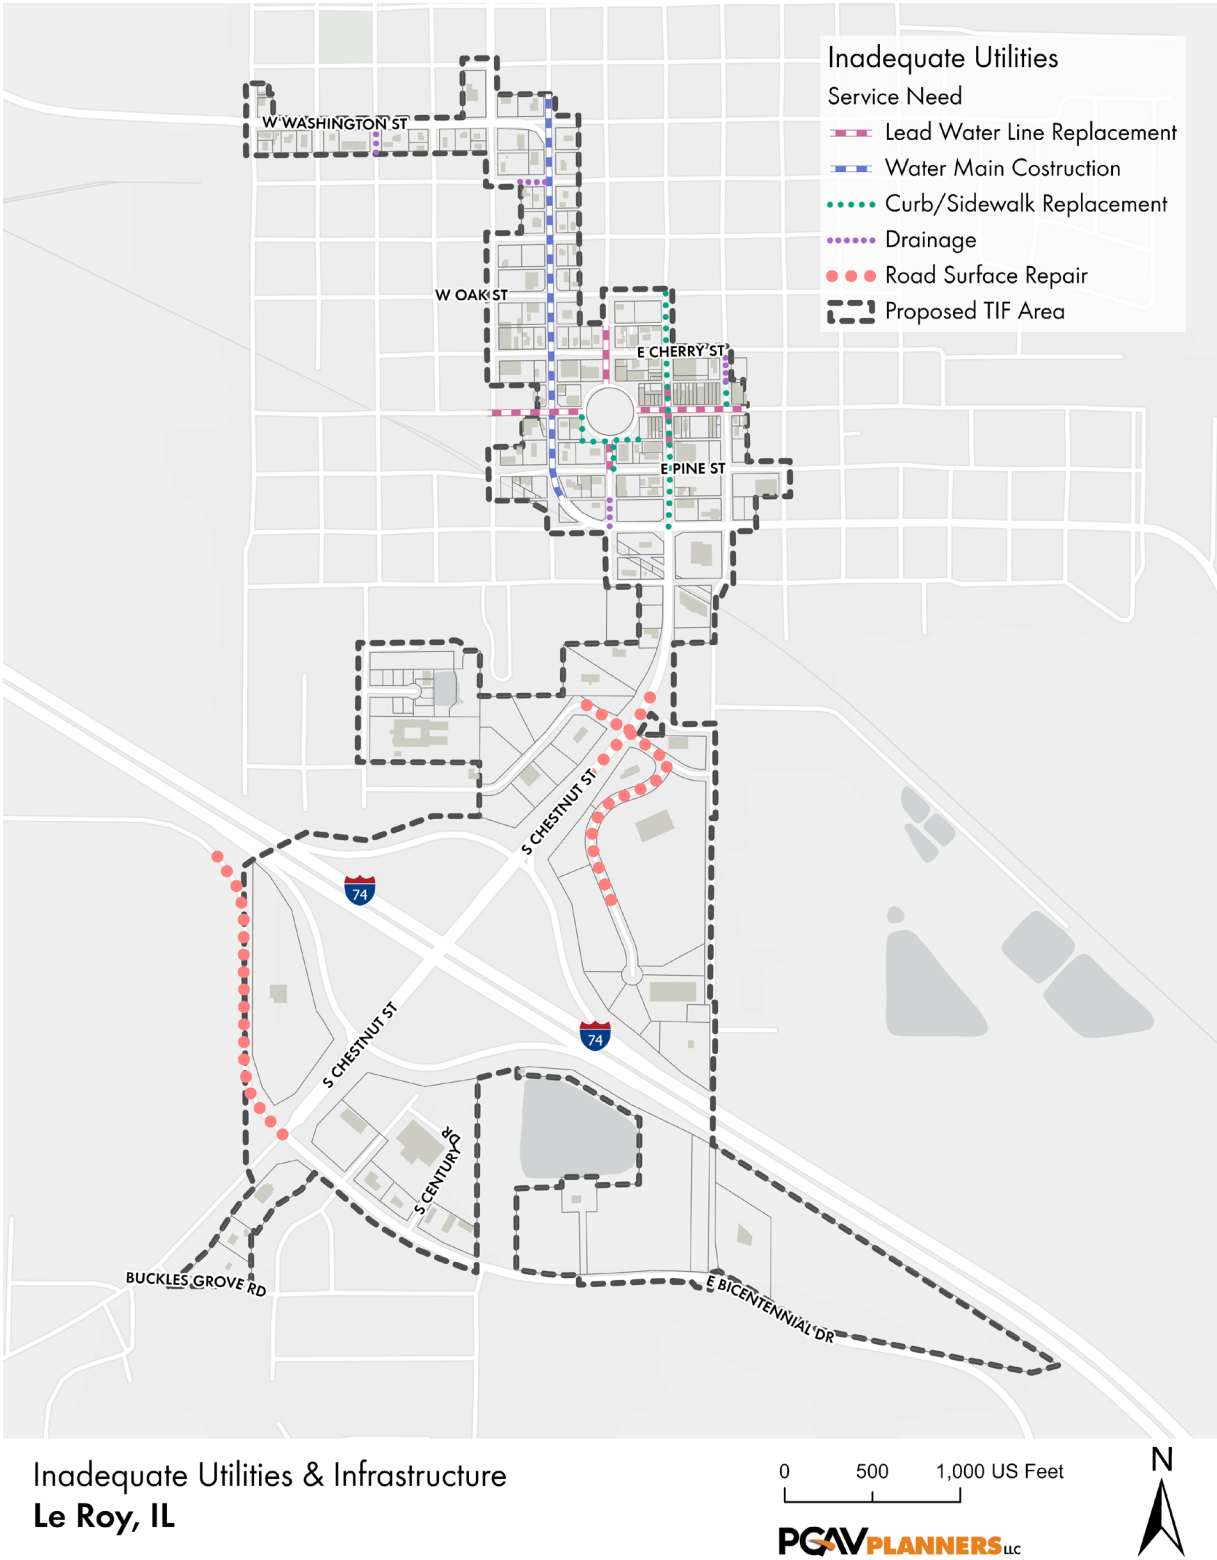 Inadequate Utilities
Service Need
Lead Water Line Replacement
Water Main Costruction
Curb/Sidewalk Replacement
Drainage
Road Surface Repair
Proposed TIF Area
W WASHINGTON ST
W OAK ST
E CHERRY ST
E PINE ST
S CHESTNUT ST
74
74
S CHESTNUT ST
S CENTURY DR
BUCKLES GROVE RD
E BICENTENNIAL DR
Inadequate Utilities & Infrastructure
Le Roy, IL
0 500 1,000 US Feet
N
PGAVPLANNERS LLC